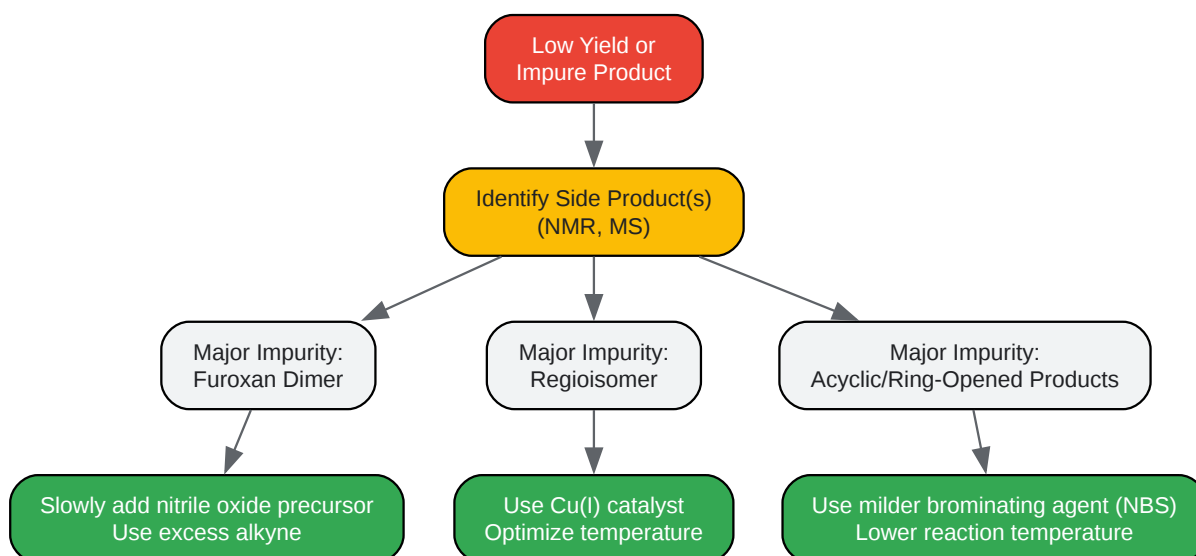 Low Yield or
Impure Product
Identify Side Product(s)
(NMR, MS)
Major Impurity:
Furoxan Dimer
Major Impurity:
Regioisomer
Major Impurity:
Acyclic/Ring-Opened Products
Slowly add nitrile oxide precursor
Use excess alkyne
Use Cu(I) catalyst
Optimize temperature
Use milder brominating agent (NBS)
Lower reaction temperature